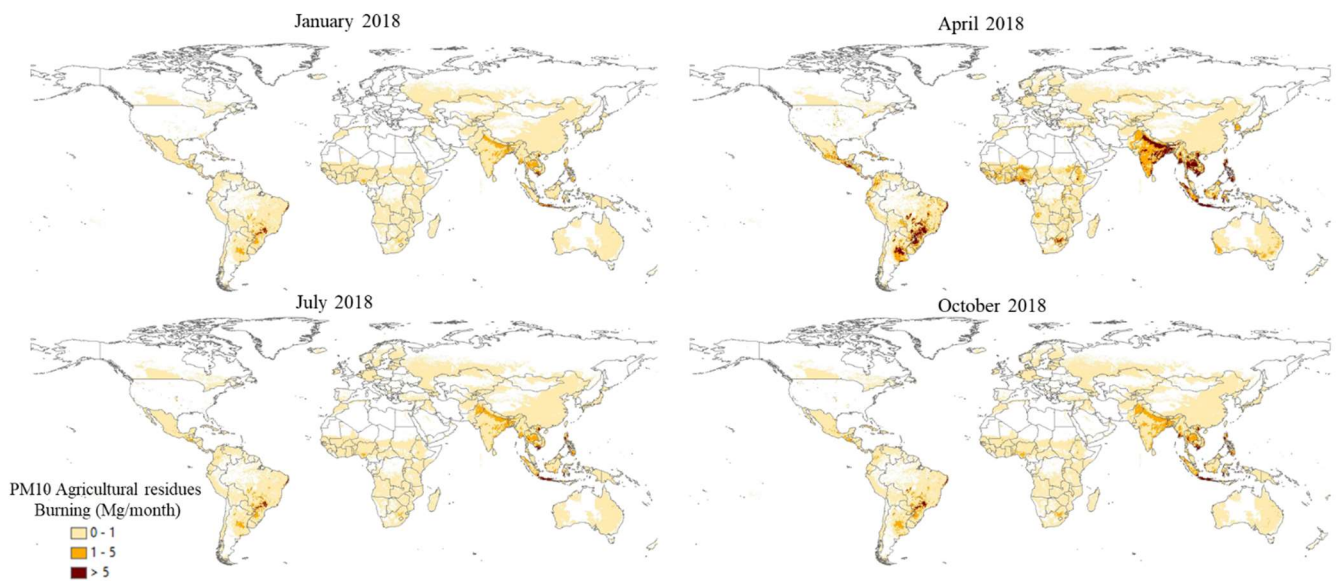 January 2018
April 2018
July 2018
October 2018
PM10 Agricultural residues
Burning (Mg/month)
0 - 1
1 - 5
> 5